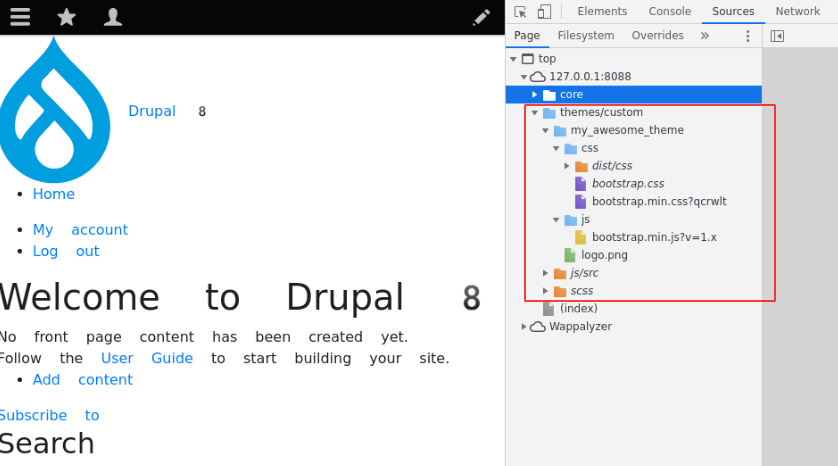 Drupal 8
Home
My account
Log out
Welcome to Drupal 8
No front page content has been created yet.
Follow the User Guide to start building your site.
Add content
Subscribe to
Search
Elements Console Sources Network
Page Filesystem Overrides »
top
127.0.0.1:8088
core
themes/custom
my_awesome_theme
css
dist/css
bootstrap.css
bootstrap.min.css?qcrwlt
js
bootstrap.min.js?v=1.x
logo.png
js/src
scss
(index)
Wappalyzer